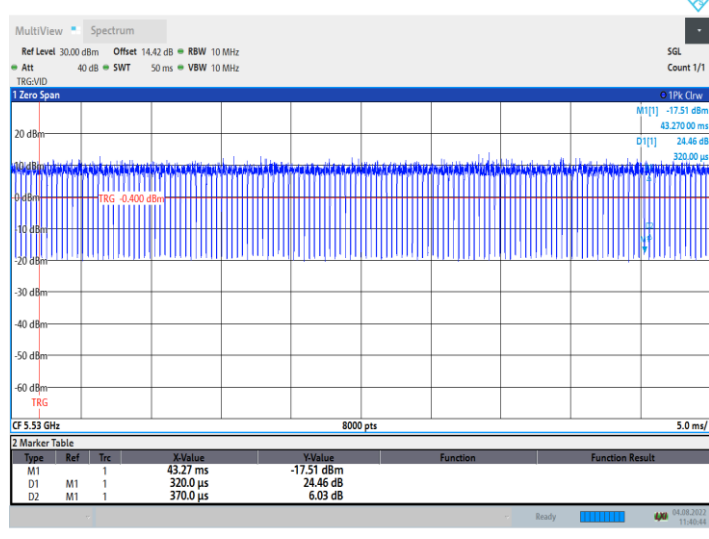 MultiView Spectrum
Ref Level 30.00 dBm Offset 14.42 dB RBW 10 MHz SGL
Att 40 dB SWT 50 ms VBW 10 MHz Count 1/1
TRG:VID
1 Zero Span 1Pk Clrw
M1[1] -17.51 dBm
43.270 00 ms
20 dBm
D1[1] 24.46 dB
320.00 µs
10 dBm
0 dBm
TRG -0.400 dBm
-10 dBm
-20 dBm
-30 dBm
-40 dBm
-50 dBm
-60 dBm
TRG
CF 5.53 GHz 8000 pts 5.0 ms/
2 Marker Table
Type Ref Trc X-Value Y-Value Function Function Result
M1 1 43.27 ms -17.51 dBm
D1 M1 1 320.0 µs 24.46 dB
D2 M1 1 370.0 µs 6.03 dB
Ready 04.08.2022
11:40:44